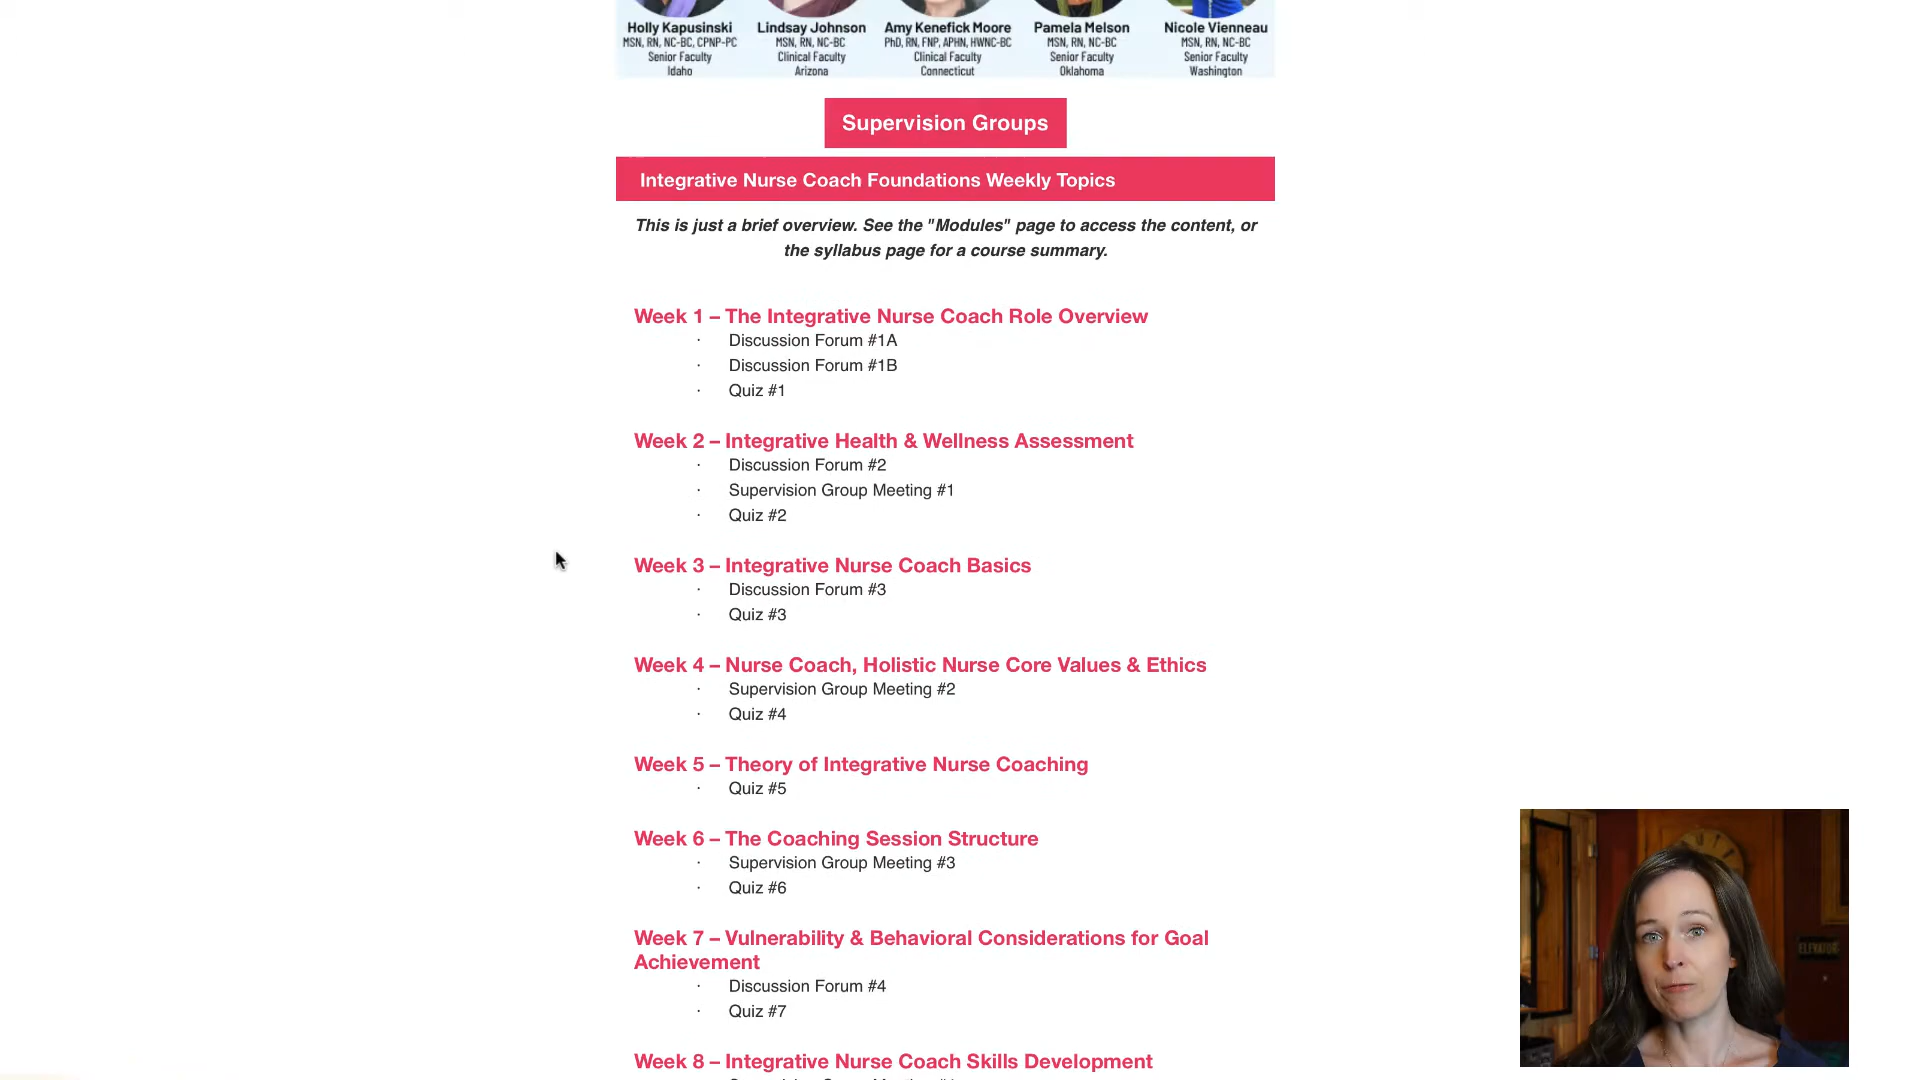 Holly Kapusinski
MSN, RN, NC-BC, CPNP-PC
Senior Faculty
Idaho
Lindsay Johnson
MSN, RN, NC-BC
Clinical Faculty
Arizona
Amy Kenefick Moore
PhD, RN, FNP, APHN, HWNC-BC
Clinical Faculty
Connecticut
Pamela Melson
MSN, RN, NC-BC
Senior Faculty
Oklahoma
Nicole Vienneau
MSN, RN, NC-BC
Senior Faculty
Washington
Supervision Groups
Integrative Nurse Coach Foundations Weekly Topics
This is just a brief overview. See the "Modules" page to access the content, or
the syllabus page for a course summary.
Week 1 – The Integrative Nurse Coach Role Overview
· Discussion Forum #1A
· Discussion Forum #1B
· Quiz #1
Week 2 – Integrative Health & Wellness Assessment
· Discussion Forum #2
· Supervision Group Meeting #1
· Quiz #2
Week 3 – Integrative Nurse Coach Basics
· Discussion Forum #3
· Quiz #3
Week 4 – Nurse Coach, Holistic Nurse Core Values & Ethics
· Supervision Group Meeting #2
· Quiz #4
Week 5 – Theory of Integrative Nurse Coaching
· Quiz #5
Week 6 – The Coaching Session Structure
· Supervision Group Meeting #3
· Quiz #6
Week 7 – Vulnerability & Behavioral Considerations for Goal
Achievement
· Discussion Forum #4
· Quiz #7
Week 8 – Integrative Nurse Coach Skills Development